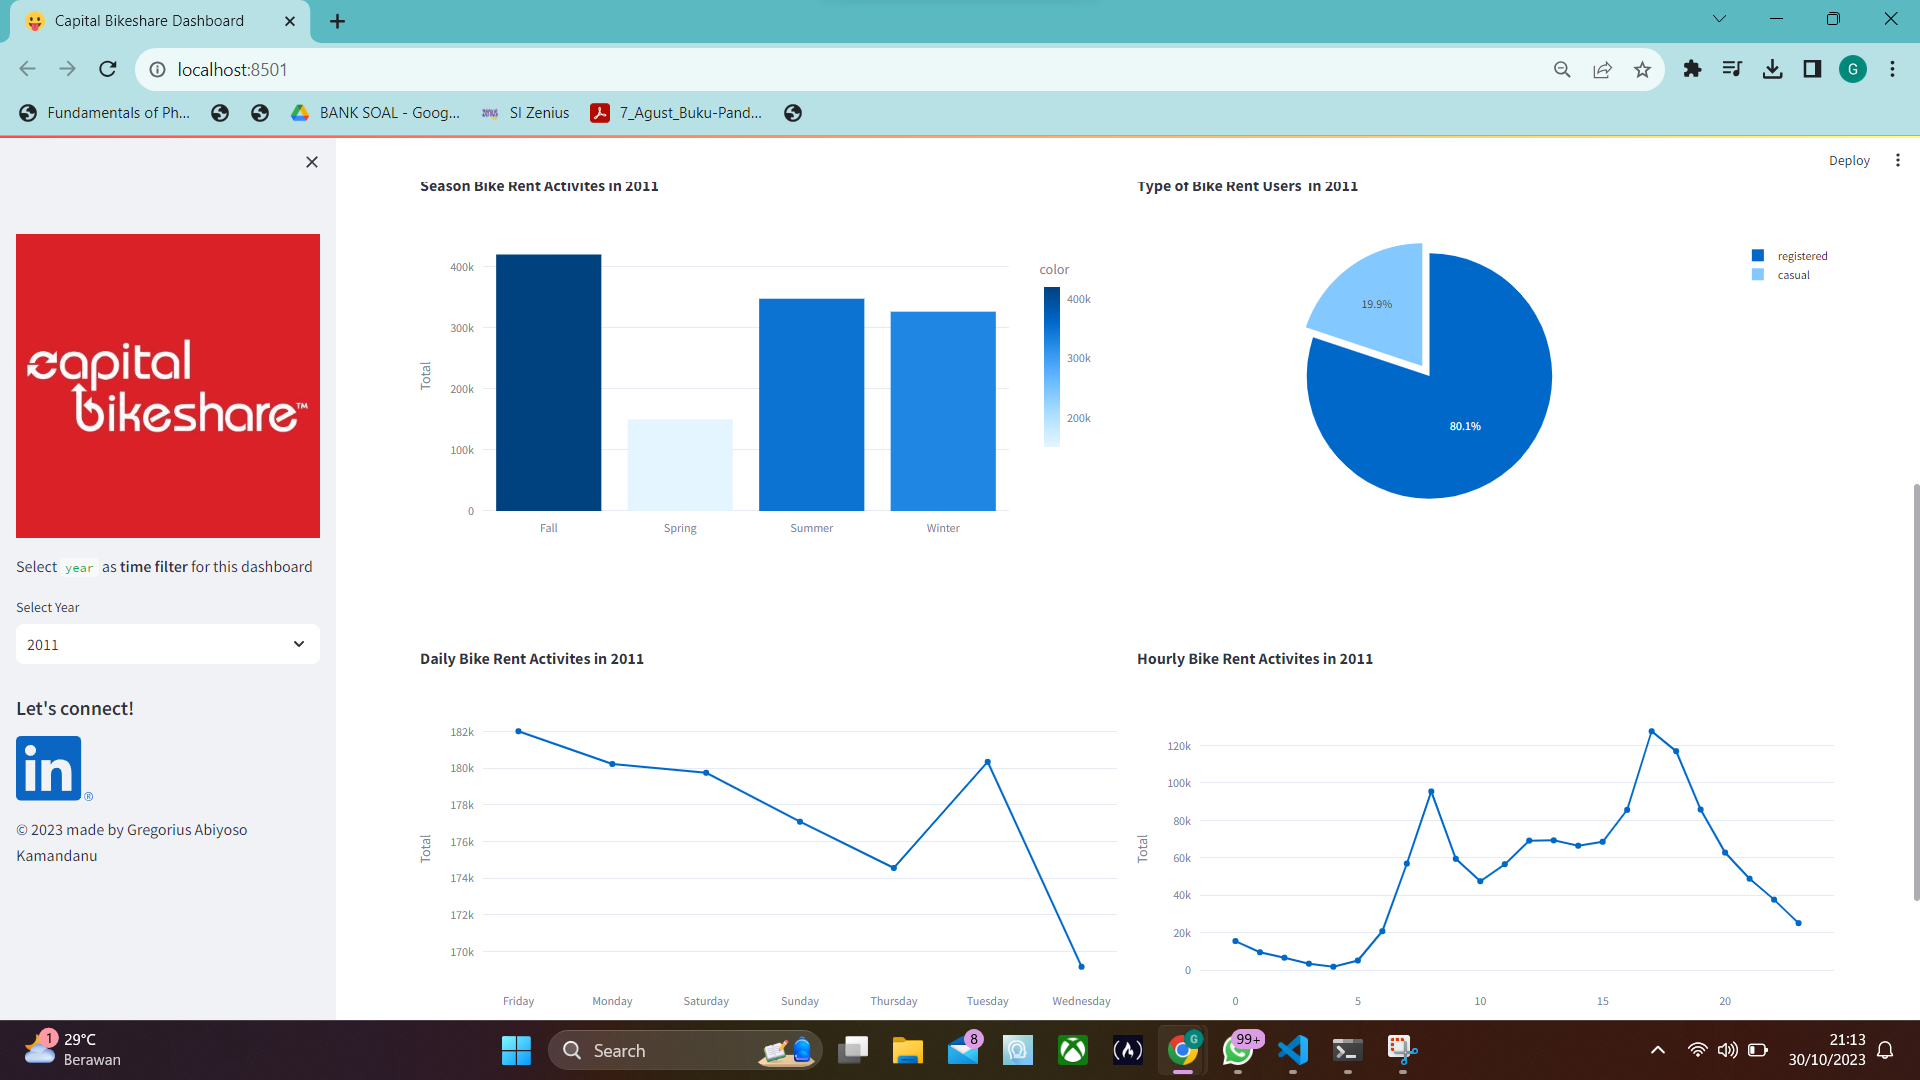 Capital Bikeshare Dashboard
localhost:8501
G
Fundamentals of Ph...
BANK SOAL - Goog...
zenius
SI Zenius
7_Agust_Buku-Pand...
Deploy
capital
bikeshare™
Select year as time filter for this dashboard
Select Year
2011
Let's connect!
in®
© 2023 made by Gregorius Abiyoso
Kamandanu
Season Bike Rent Activites in 2011
Total
400k
300k
200k
100k
0
Fall Spring Summer Winter
color
400k
300k
200k
Type of Bike Rent Users in 2011
19.9%
80.1%
registered
casual
Daily Bike Rent Activites in 2011
Total
182k
180k
178k
176k
174k
172k
170k
Friday Monday Saturday Sunday Thursday Tuesday Wednesday
Hourly Bike Rent Activites in 2011
Total
120k
100k
80k
60k
40k
20k
0
0 5 10 15 20
1
29°C
Berawan
Search
8
G
99+
21:13
30/10/2023